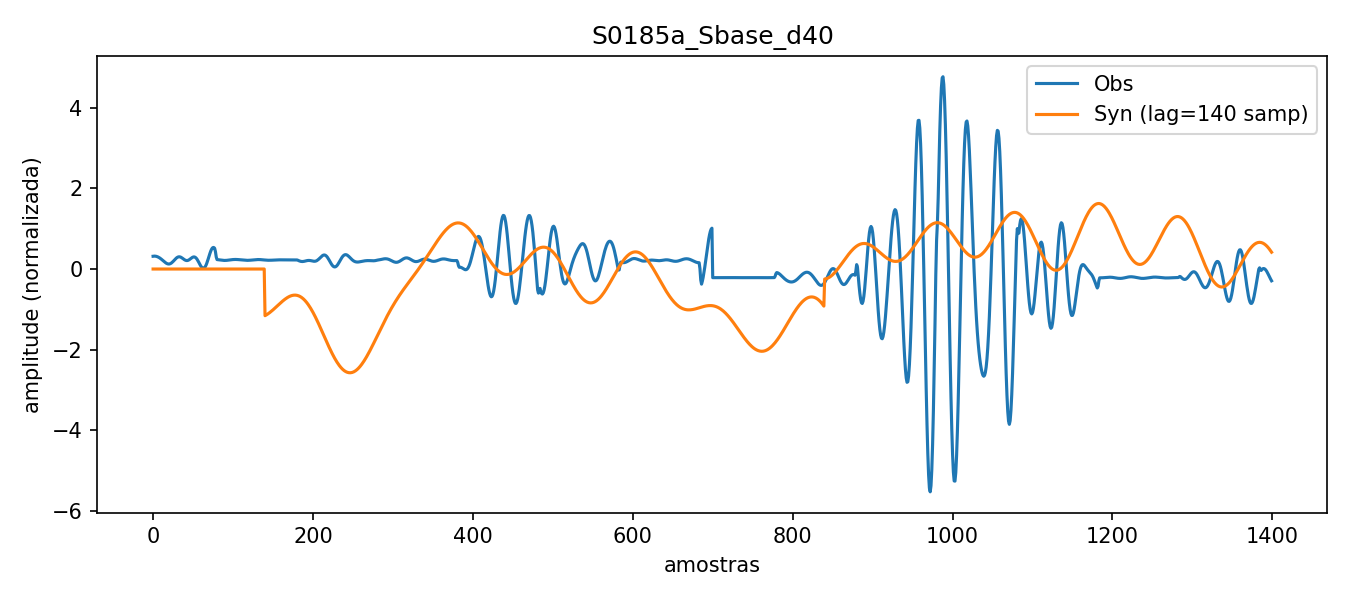 S0185a_Sbase_d40
Obs
Syn (lag=140 samp)
amplitude (normalizada)
4
2
0
−2
−4
−6
0 200 400 600 800 1000 1200 1400
amostras